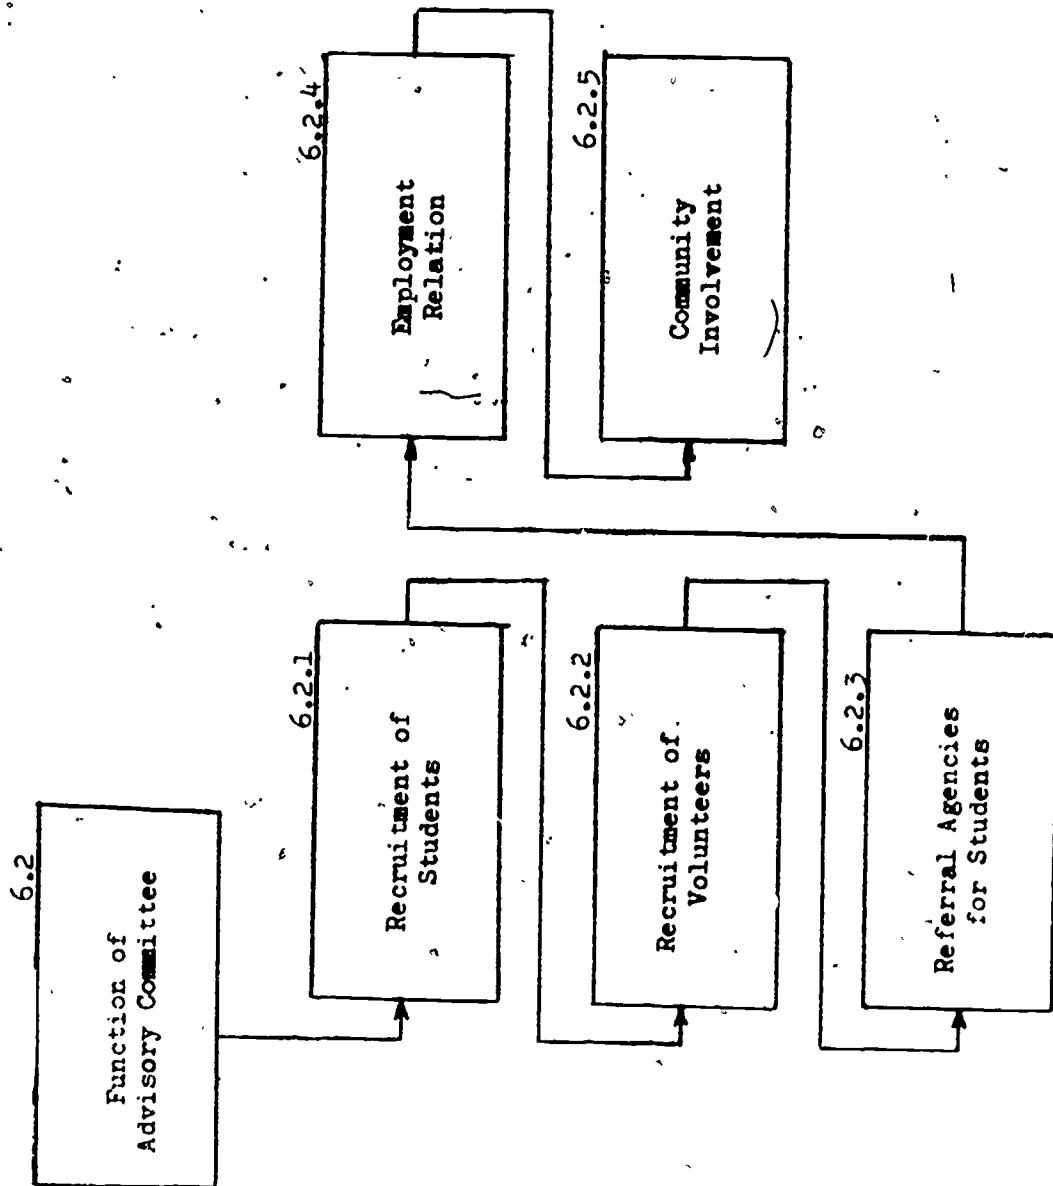 6.2
Function of
Advisory Committee
6.2.1
Recruitment of
Students
6.2.2
Recruitment of
Volunteers
6.2.3
Referral Agencies
for Students
6.2.4
Employment
Relation
6.2.5
Community
Involvement